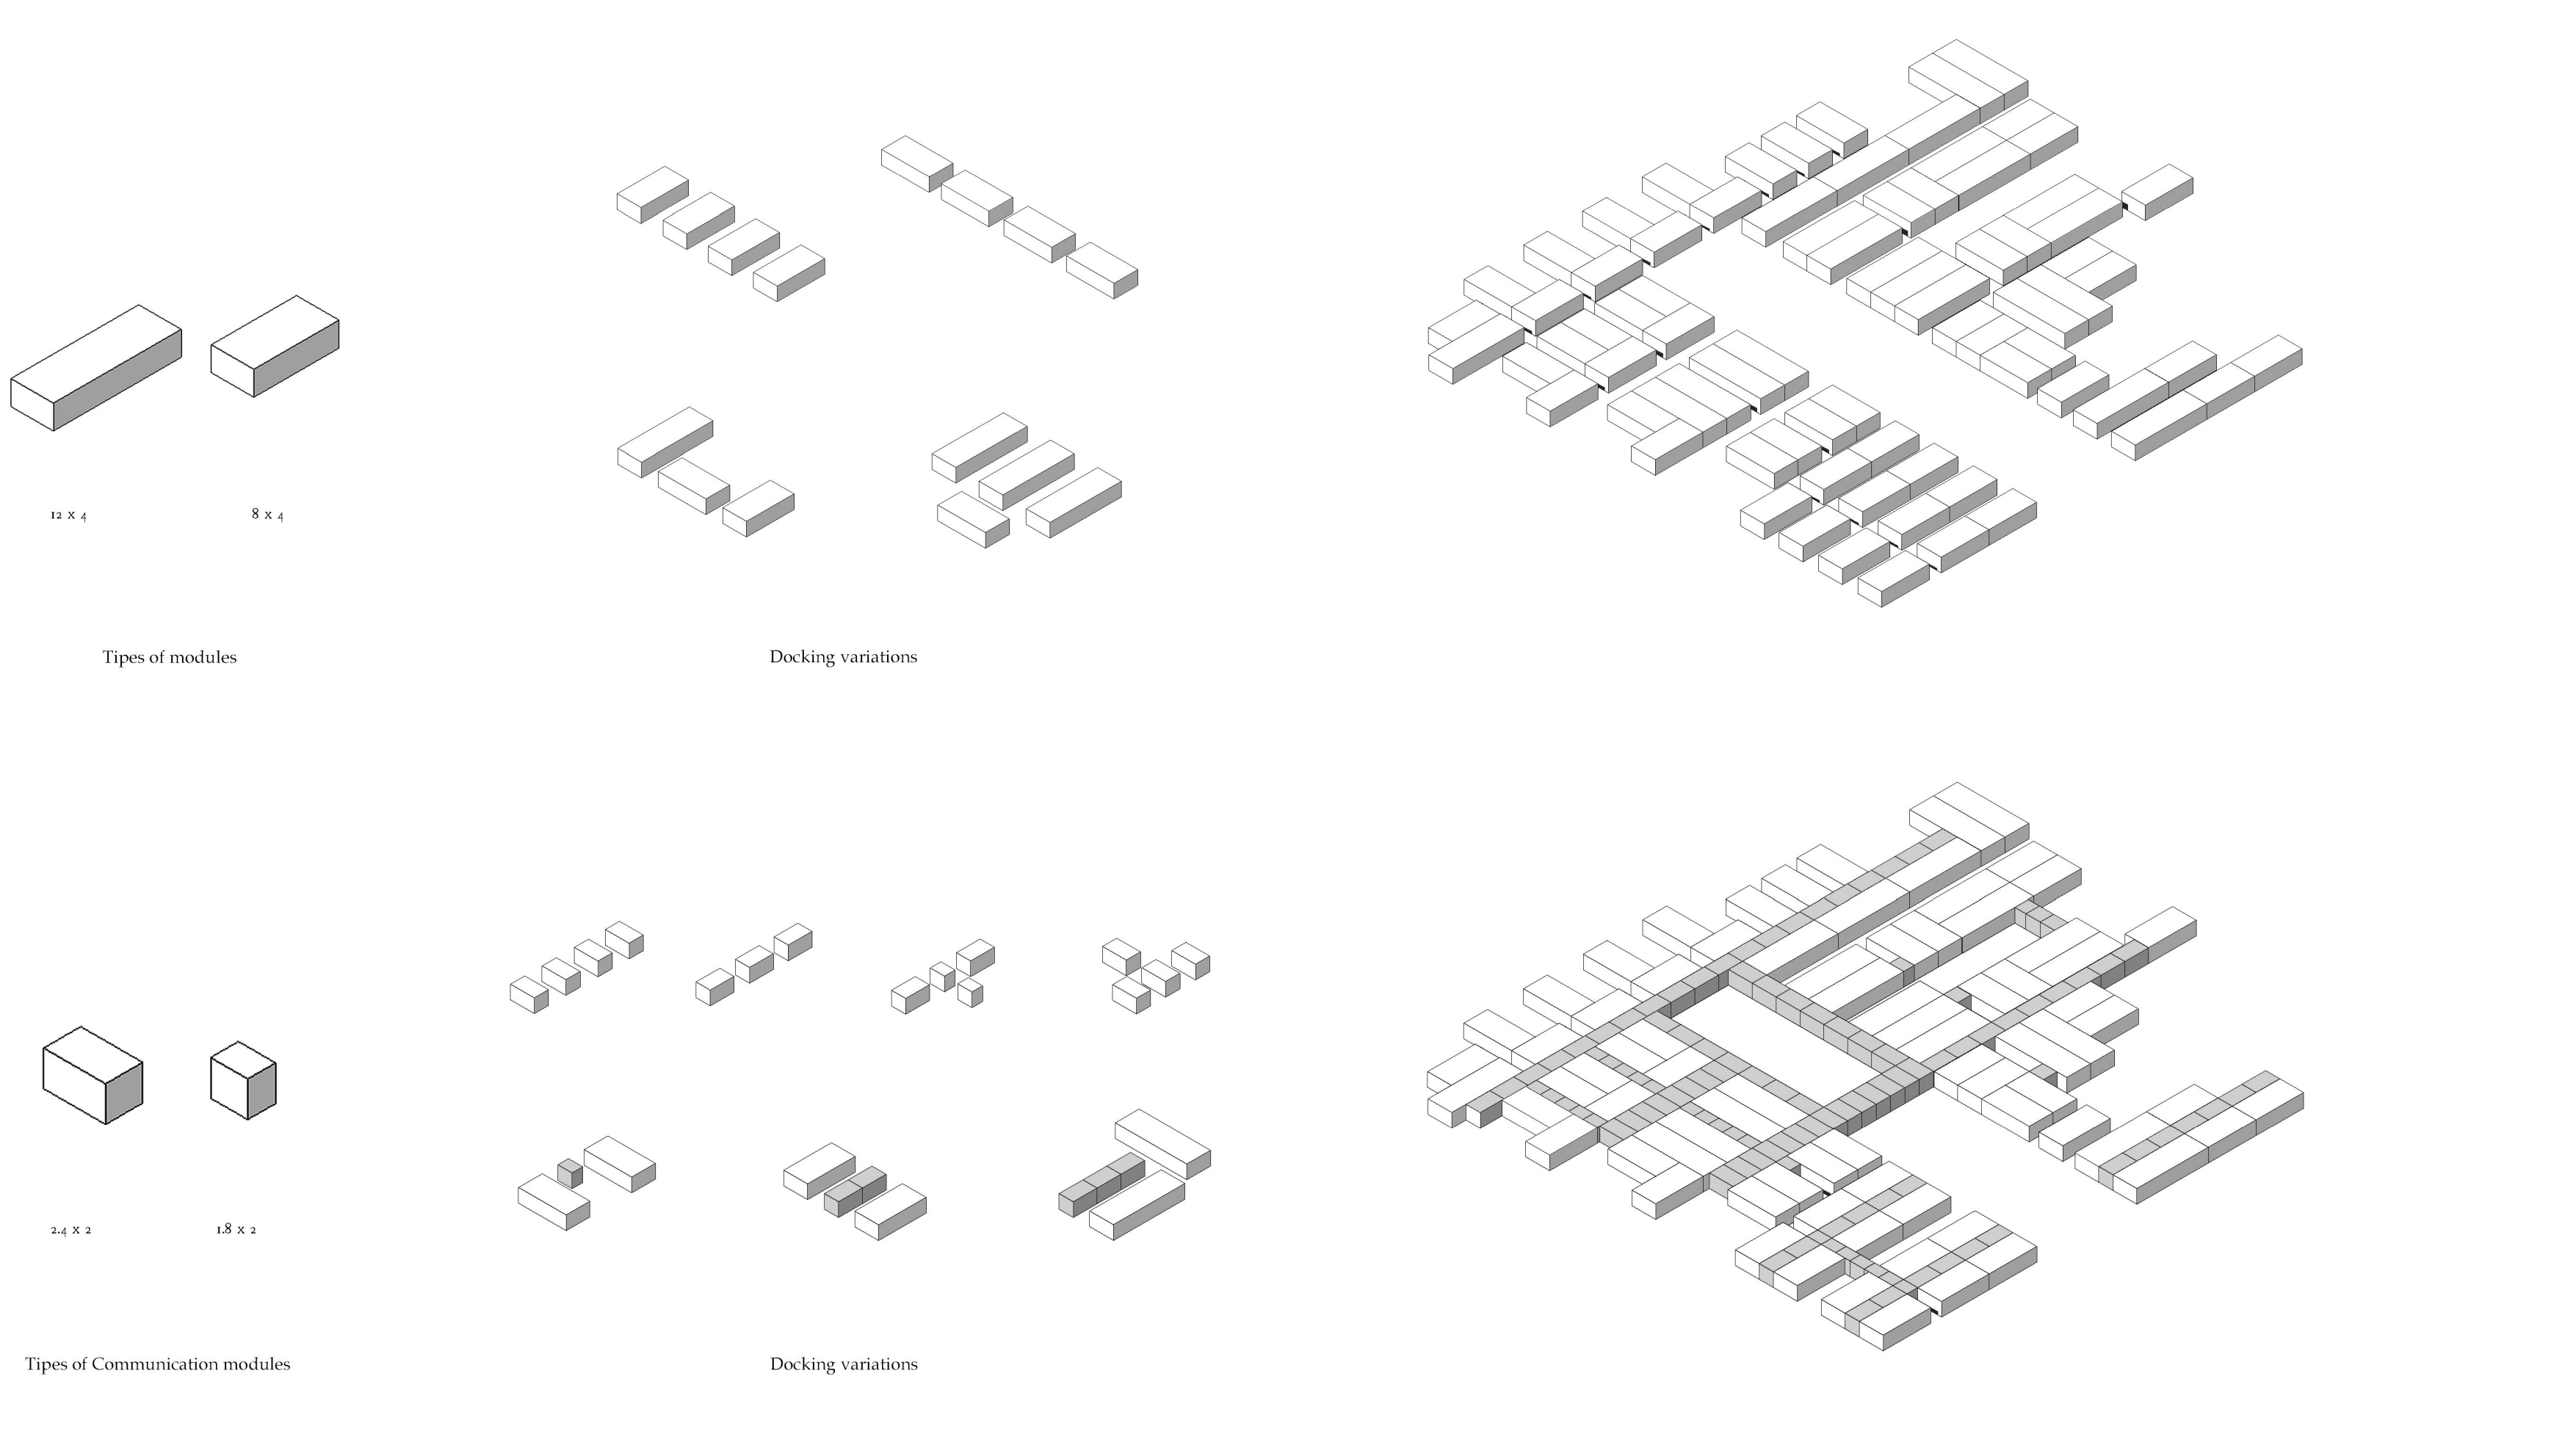 12 x 4
8 x 4
Tipes of modules
Docking variations
2.4 x 2
1.8 x 2
Tipes of Communication modules
Docking variations